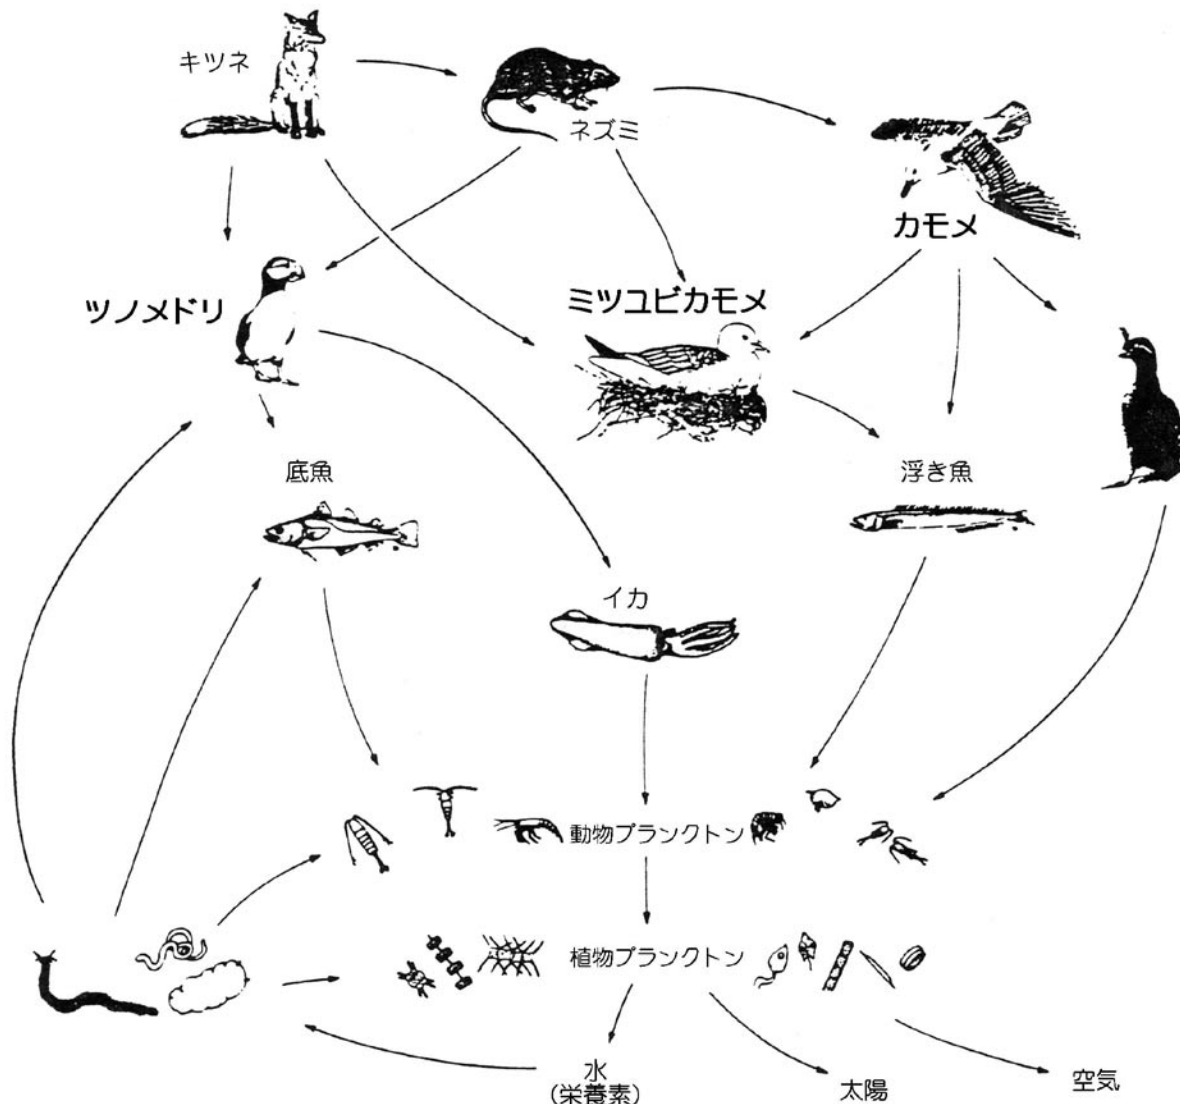 キツネ
ネズミ
カモメ
ツノメドリ
ミツユビカモメ
底魚
浮き魚
イカ
動物プランクトン
植物プランクトン
水
(栄養素)
太陽
空気